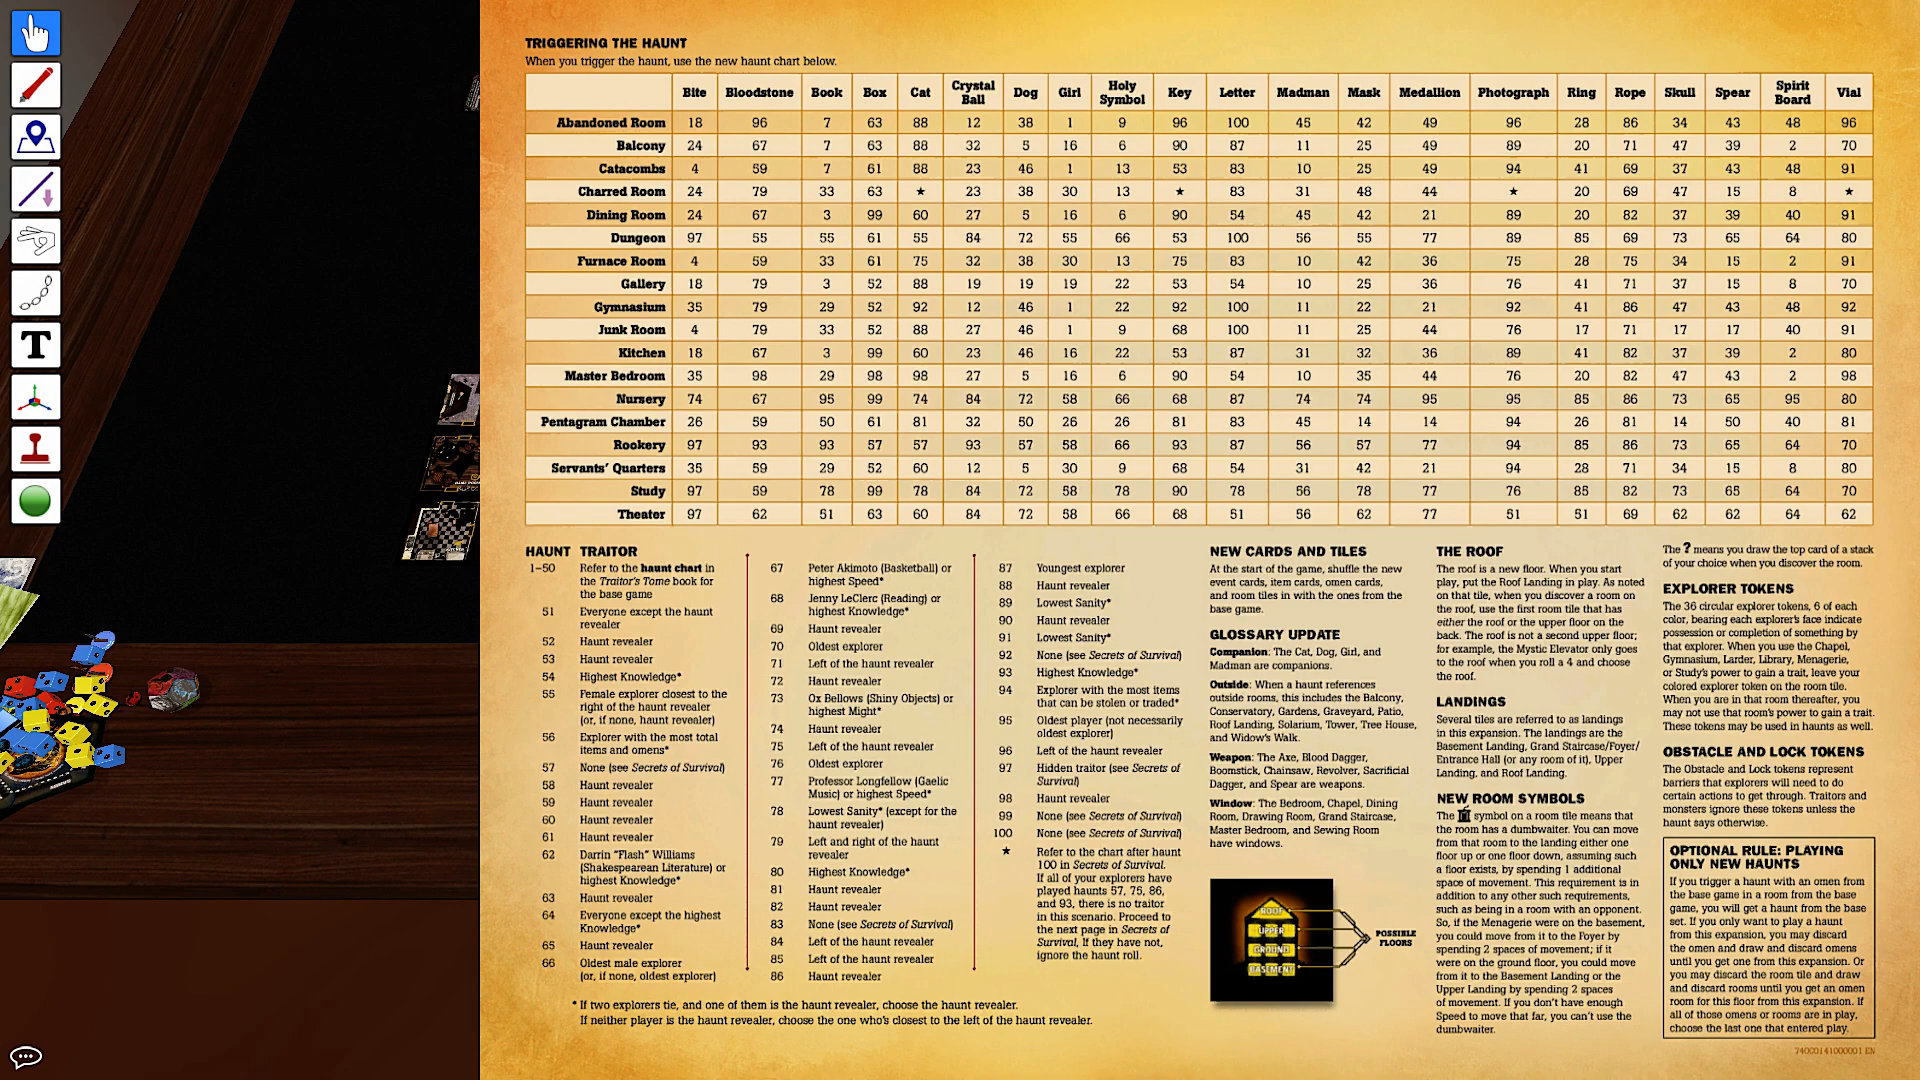 TRIGGERING THE HAUNT
When you trigger the haunt, use the new haunt chart below.
Bite Bloodstone Book Box Cat Crystal Ball Dog Girl Holy Symbol Key Letter Madman Mask Medallion Photograph Ring Rope Skull Spear Spirit Board Vial
Abandoned Room 18 96 7 63 88 12 38 1 9 96 100 45 42 49 96 28 86 34 43 48 96
Balcony 24 67 7 63 88 32 5 16 6 90 87 11 25 49 89 20 71 47 39 2 70
Catacombs 4 59 7 61 88 23 46 1 13 53 83 10 25 49 94 41 69 37 43 48 91
Charred Room 24 79 33 63 ★ 23 38 30 13 ★ 83 31 48 44 ★ 20 69 47 15 8 ★
Dining Room 24 67 3 99 60 27 5 16 6 90 54 45 42 21 89 20 82 37 39 40 91
Dungeon 97 55 55 61 55 84 72 55 66 53 100 56 55 77 89 85 69 73 65 64 80
Furnace Room 4 59 33 61 75 32 38 30 13 75 83 10 42 36 75 28 75 34 15 2 91
Gallery 18 79 3 52 88 19 19 19 22 53 54 10 25 36 76 41 71 37 15 8 70
Gymnasium 35 79 29 52 92 12 46 1 22 92 100 11 22 21 92 41 86 47 43 48 92
Junk Room 4 79 33 52 88 27 46 1 9 68 100 11 25 44 76 17 71 17 17 40 91
Kitchen 18 67 3 99 60 23 46 16 22 53 87 31 32 36 89 41 82 37 39 2 80
Master Bedroom 35 98 29 98 98 27 5 16 6 90 54 10 35 44 76 20 82 47 43 2 98
Nursery 74 67 95 99 74 84 72 58 66 68 87 74 74 95 95 85 86 73 65 95 80
Pentagram Chamber 26 59 50 61 81 32 50 26 26 81 83 45 14 14 94 26 81 14 50 40 81
Rookery 97 93 93 57 57 93 57 58 66 93 87 56 57 77 94 85 86 73 65 64 70
Servants' Quarters 35 59 29 52 60 12 5 30 9 68 54 31 42 21 94 28 71 34 15 8 80
Study 97 59 78 99 78 84 72 58 78 90 78 56 78 77 76 85 82 73 65 64 70
Theater 97 62 51 63 60 84 72 58 66 68 51 56 62 77 51 51 69 62 62 64 62
HAUNT TRAITOR
1–50 Refer to the haunt chart in
the Traitor's Tome book for
the base game
51 Everyone except the haunt
revealer
52 Haunt revealer
53 Haunt revealer
54 Highest Knowledge*
55 Female explorer closest to the
right of the haunt revealer
(or, if none, haunt revealer)
56 Explorer with the most total
items and omens*
57 None (see Secrets of Survival)
58 Haunt revealer
59 Haunt revealer
60 Haunt revealer
61 Haunt revealer
62 Darrin "Flash" Williams
(Shakespearean Literature) or
highest Knowledge*
63 Haunt revealer
64 Everyone except the highest
Knowledge*
65 Haunt revealer
66 Oldest male explorer
(or, if none, oldest explorer)
67 Peter Akimoto (Basketball) or
highest Speed*
68 Jenny LeClerc (Reading) or
highest Knowledge*
69 Haunt revealer
70 Oldest explorer
71 Left of the haunt revealer
72 Haunt revealer
73 Ox Bellows (Shiny Objects) or
highest Might*
74 Haunt revealer
75 Left of the haunt revealer
76 Oldest explorer
77 Professor Longfellow (Gaelic
Music) or highest Speed*
78 Lowest Sanity* (except for the
haunt revealer)
79 Left and right of the haunt
revealer
80 Highest Knowledge*
81 Haunt revealer
82 Haunt revealer
83 None (see Secrets of Survival)
84 Left of the haunt revealer
85 Left of the haunt revealer
86 Haunt revealer
87 Youngest explorer
88 Haunt revealer
89 Lowest Sanity*
90 Haunt revealer
91 Lowest Sanity*
92 None (see Secrets of Survival)
93 Highest Knowledge*
94 Explorer with the most items
that can be stolen or traded*
95 Oldest player (not necessarily
oldest explorer)
96 Left of the haunt revealer
97 Hidden traitor (see Secrets of
Survival)
98 Haunt revealer
99 None (see Secrets of Survival)
100 None (see Secrets of Survival)
★ Refer to the chart after haunt
100 in Secrets of Survival.
If all of your explorers have
played haunts 57, 75, 86,
and 93, there is no traitor
in this scenario. Proceed to
the next page in Secrets of
Survival, If they have not,
ignore the haunt roll.
* If two explorers tie, and one of them is the haunt revealer, choose the haunt revealer.
If neither player is the haunt revealer, choose the one who's closest to the left of the haunt revealer.
NEW CARDS AND TILES
At the start of the game, shuffle the new
event cards, item cards, omen cards,
and room tiles in with the ones from the
base game.
GLOSSARY UPDATE
Companion: The Cat, Dog, Girl, and
Madman are companions.
Outside: When a haunt references
outside rooms, this includes the Balcony,
Conservatory, Gardens, Graveyard, Patio,
Roof Landing, Solarium, Tower, Tree House,
and Widow's Walk.
Weapon: The Axe, Blood Dagger,
Boomstick, Chainsaw, Revolver, Sacrificial
Dagger, and Spear are weapons.
Window: The Bedroom, Chapel, Dining
Room, Drawing Room, Grand Staircase,
Master Bedroom, and Sewing Room
have windows.
ROOF
UPPER
GROUND
BASEMENT
POSSIBLE
FLOORS
THE ROOF
The roof is a new floor. When you start
play, put the Roof Landing in play. As noted
on that tile, when you discover a room on
the roof, use the first room tile that has
either the roof or the upper floor on the
back. The roof is not a second upper floor;
for example, the Mystic Elevator only goes
to the roof when you roll a 4 and choose
the roof.
LANDINGS
Several tiles are referred to as landings
in this expansion. The landings are the
Basement Landing, Grand Staircase/Foyer/
Entrance Hall (or any room of it), Upper
Landing, and Roof Landing.
NEW ROOM SYMBOLS
The symbol on a room tile means that
the room has a dumbwaiter. You can move
from that room to the landing either one
floor up or one floor down, assuming such
a floor exists, by spending 1 additional
space of movement. This requirement is in
addition to any other such requirements,
such as being in a room with an opponent.
So, if the Menagerie were on the basement,
you could move from it to the Foyer by
spending 2 spaces of movement; if it
were on the ground floor, you could move
from it to the Basement Landing or the
Upper Landing by spending 2 spaces
of movement. If you don't have enough
Speed to move that far, you can't use the
dumbwaiter.
The ? means you draw the top card of a stack
of your choice when you discover the room.
EXPLORER TOKENS
The 36 circular explorer tokens, 6 of each
color, bearing each explorer's face indicate
possession or completion of something by
that explorer. When you use the Chapel,
Gymnasium, Larder, Library, Menagerie,
or Study's power to gain a trait, leave your
colored explorer token on the room tile.
When you are in that room thereafter, you
may not use that room's power to gain a trait.
These tokens may be used in haunts as well.
OBSTACLE AND LOCK TOKENS
The Obstacle and Lock tokens represent
barriers that explorers will need to do
certain actions to get through. Traitors and
monsters ignore these tokens unless the
haunt says otherwise.
OPTIONAL RULE: PLAYING
ONLY NEW HAUNTS
If you trigger a haunt with an omen from
the base game in a room from the base
game, you will get a haunt from the base
set. If you only want to play a haunt
from this expansion, you may discard
the omen and draw and discard omens
until you get one from this expansion. Or
you may discard the room tile and draw
and discard rooms until you get an omen
room for this floor from this expansion. If
all of those omens or rooms are in play,
choose the last one that entered play.
74C00141000001 EN
T